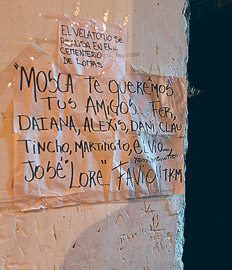 EL VELATORIO SE
REALIZA EN EL
CEMENTERIO
DE LOMAS
"MOSCA TE QUEREMOS
TUS AMIGOS. FER,
DAIANA, ALEXIS, DANI, CLAU
TINCHO, MARTINCITO, ELVIO
JOSÉ "LORE" FAVIO TKM